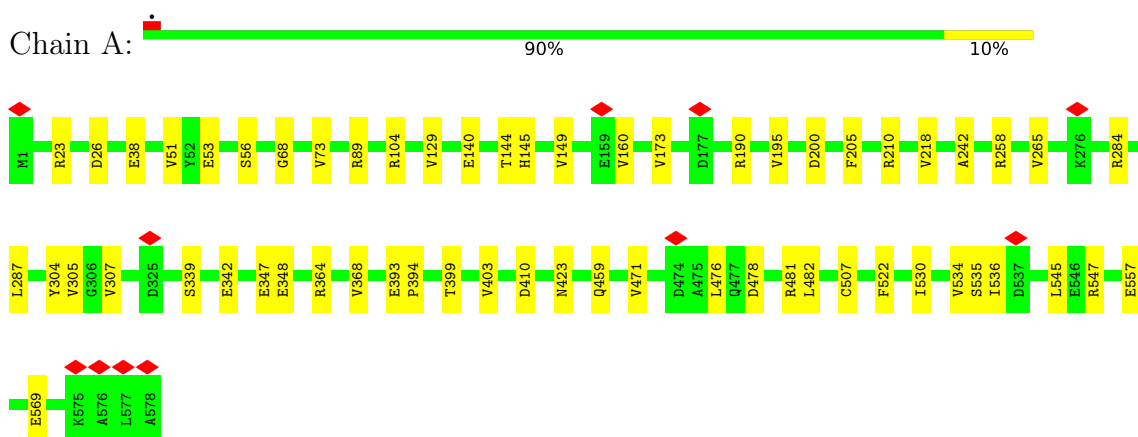 Chain A:
90% 10%
M1 R23 D26 E38 V51 Y52 E53 S56 G68 V73 R89 R104 V129 E140 T144 H145 V149 E159 V160 V173 D177 R190 V195 D200 F205 R210 V218 A242 R258 V265 K276 R284
L287 Y304 V305 G306 V307 D325 S339 E342 E347 E348 R364 V368 E393 P394 T399 V403 D410 N423 Q459 V471 D474 A475 L476 Q477 D478 R481 L482 C507 F522 I530 V534 S535 I536 D537 L545 E546 R547 E557
E569 K575 A576 L577 A578